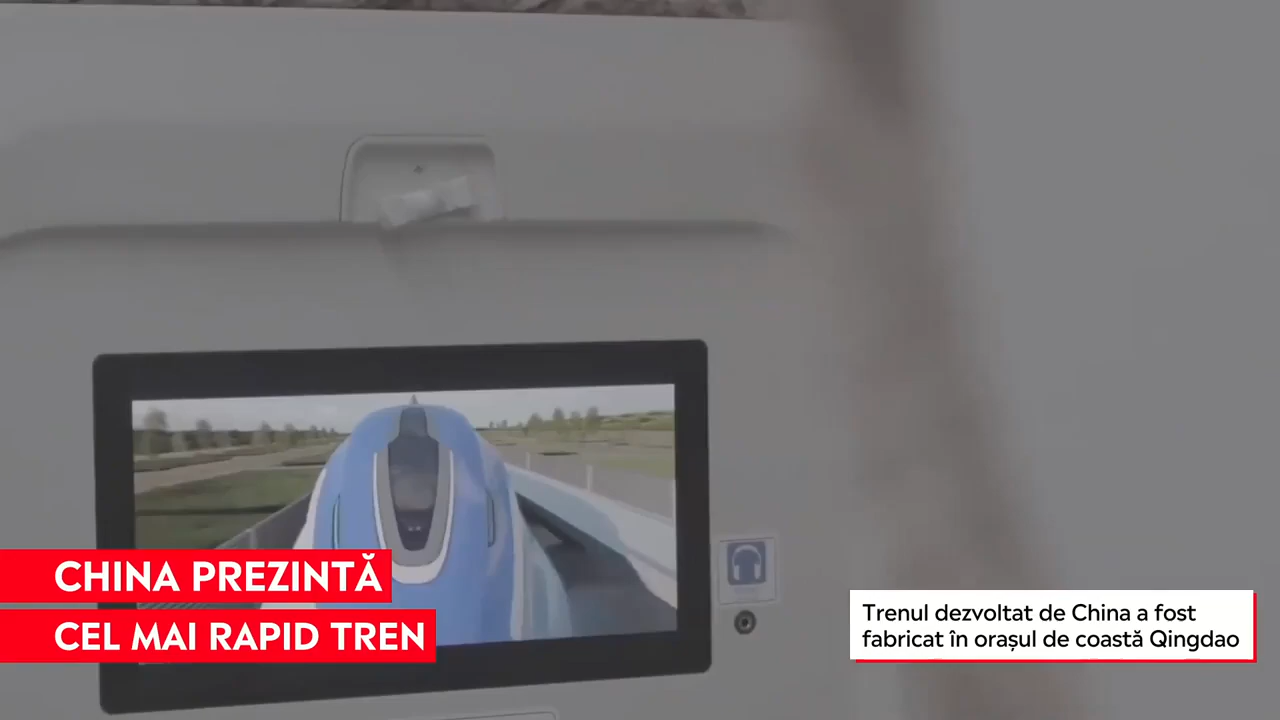 CHINA PREZINTĂ
CEL MAI RAPID TREN
Trenul dezvoltat de China a fost
fabricat în orașul de coastă Qingdao